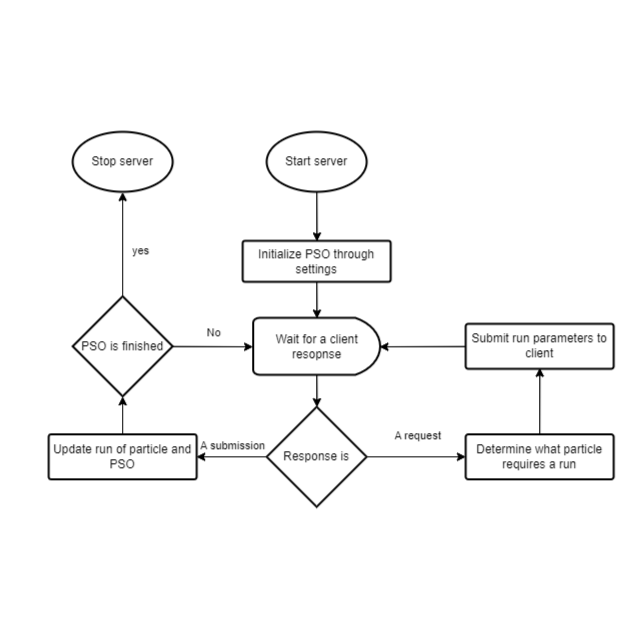 Stop server
Start server
yes
Initialize PSO through
settings
PSO is finished
No
Wait for a client
resopnse
Submit run parameters to
client
Update run of particle and
PSO
A submission
Response is
A request
Determine what particle
requires a run